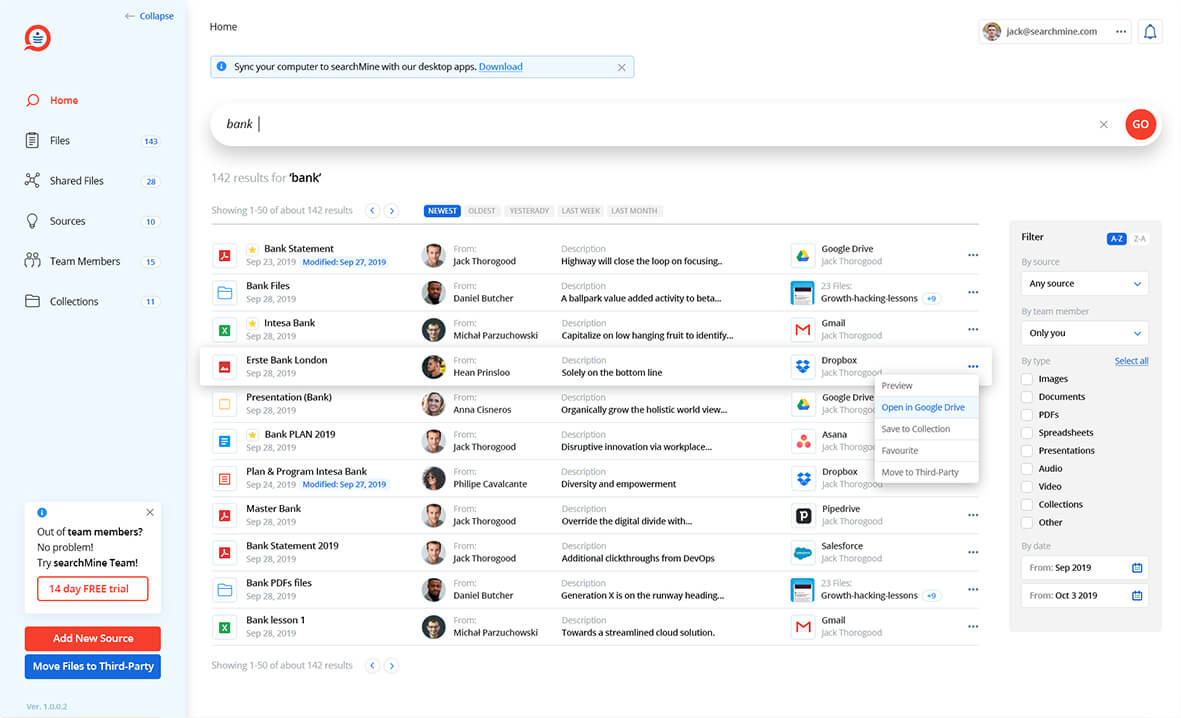 Collapse
Home
Files 143
Shared Files 28
Sources 10
Team Members 15
Collections 11
Out of team members?
No problem!
Try searchMine Team!
14 day FREE trial
Add New Source
Move Files to Third-Party
Ver. 1.0.0.2
Home
jack@searchmine.com
Sync your computer to searchMine with our desktop apps. Download
bank
GO
142 results for 'bank'
Showing 1-50 of about 142 results
NEWEST OLDEST YESTERADY LAST WEEK LAST MONTH
Bank Statement From: Description Google Drive
Sep 23, 2019 Modified: Sep 27, 2019 Jack Thorogood Highway will close the loop on focusing.. Jack Thorogood
Bank Files From: Description 23 Files:
Sep 28, 2019 Daniel Butcher A ballpark value added activity to beta... Growth-hacking-lessons +9
Intesa Bank From: Description Gmail
Sep 28, 2019 Michał Parzuchowski Capitalize on low hanging fruit to identify... Jack Thorogood
Erste Bank London From: Description Dropbox
Sep 28, 2019 Hean Prinsloo Solely on the bottom line Jack Thorogood
Presentation (Bank) From: Description Google Drive
Sep 28, 2019 Anna Cisneros Organically grow the holistic world view...
Bank PLAN 2019 From: Description Asana
Sep 28, 2019 Jack Thorogood Disruptive innovation via workplace...
Plan & Program Intesa Bank From: Description Dropbox
Sep 24, 2019 Modified: Sep 27, 2019 Philipe Cavalcante Diversity and empowerment
Master Bank From: Description Pipedrive
Sep 28, 2019 Jack Thorogood Override the digital divide with... Jack Thorogood
Bank Statement 2019 From: Description Salesforce
Sep 28, 2019 Jack Thorogood Additional clickthroughs from DevOps Jack Thorogood
Bank PDFs files From: Description 23 Files:
Sep 28, 2019 Daniel Butcher Generation X is on the runway heading... Growth-hacking-lessons +9
Bank lesson 1 From: Description Gmail
Sep 28, 2019 Michał Parzuchowski Towards a streamlined cloud solution. Jack Thorogood
Showing 1-50 of about 142 results
Preview
Open in Google Drive
Save to Collection
Favourite
Move to Third-Party
Filter A-Z Z-A
By source
Any source
By team member
Only you
By type Select all
Images
Documents
PDFs
Spreadsheets
Presentations
Audio
Video
Collections
Other
By date
From: Sep 2019
From: Oct 3 2019